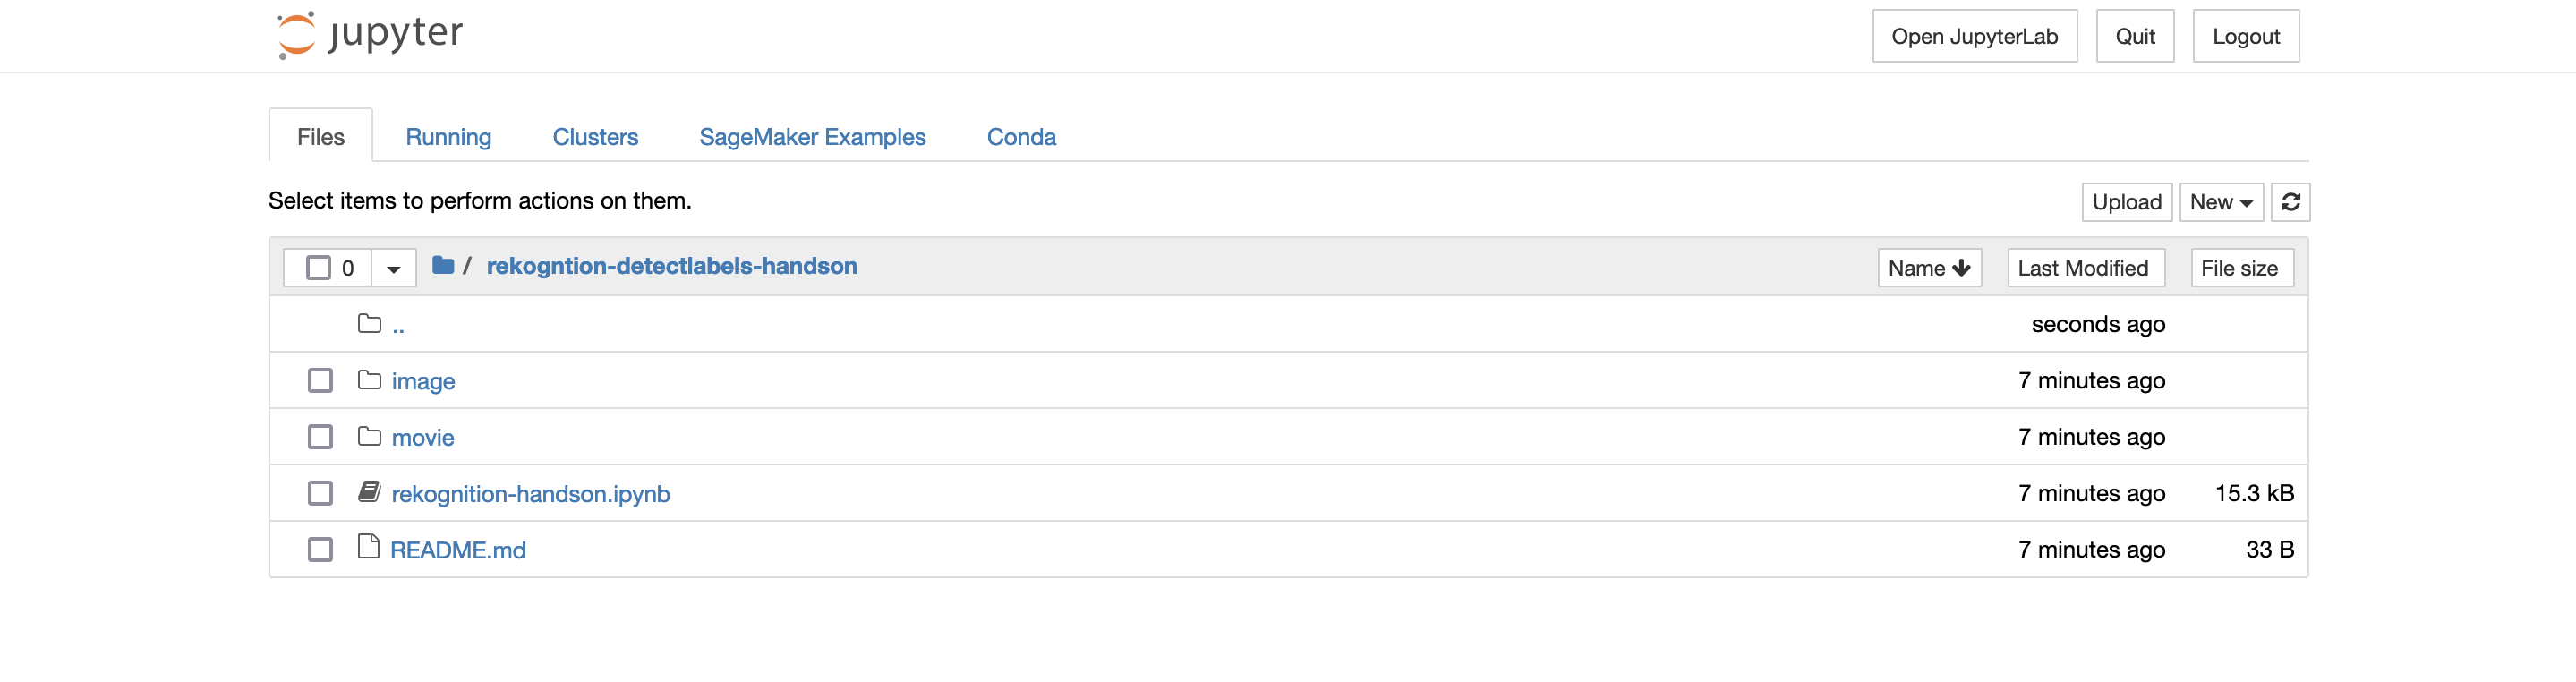 jupyter
Open JupyterLab Quit Logout
Files Running Clusters SageMaker Examples Conda
Select items to perform actions on them.
Upload New
0 / rekogntion-detectlabels-handson Name Last Modified File size
.. seconds ago
image 7 minutes ago
movie 7 minutes ago
rekognition-handson.ipynb 7 minutes ago 15.3 kB
README.md 7 minutes ago 33 B